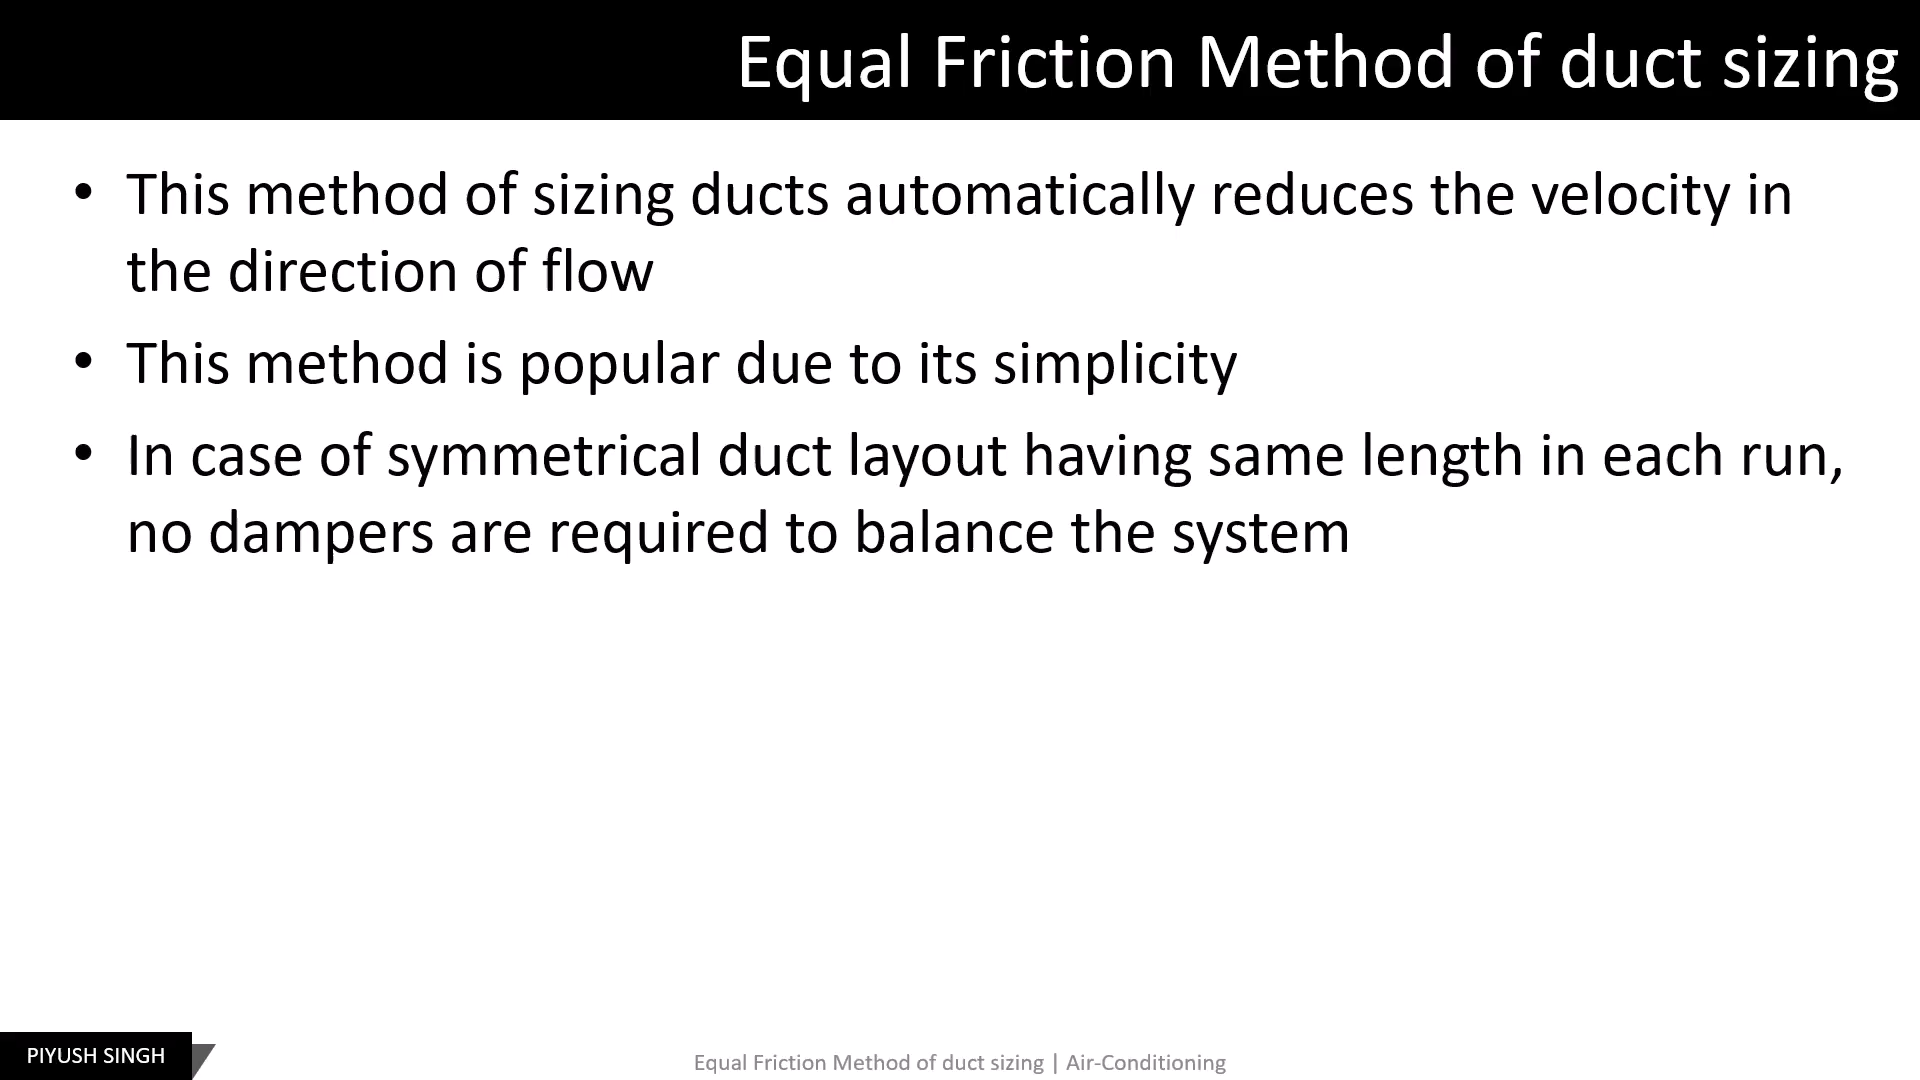 Equal Friction Method of duct sizing
• This method of sizing ducts automatically reduces the velocity in
the direction of flow
• This method is popular due to its simplicity
• In case of symmetrical duct layout having same length in each run,
no dampers are required to balance the system
PIYUSH SINGH
Equal Friction Method of duct sizing | Air-Conditioning